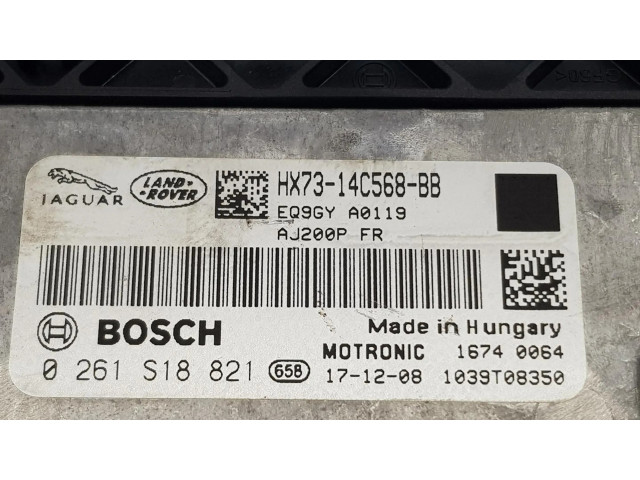 JAGUAR
LAND-ROVER
HX73-14C568-BB
EQ9GY A0119
AJ200P FR
BOSCH
Made in Hungary
0 261 S18 821 65B
MOTRONIC 1674 0064
17-12-08 1039T08350